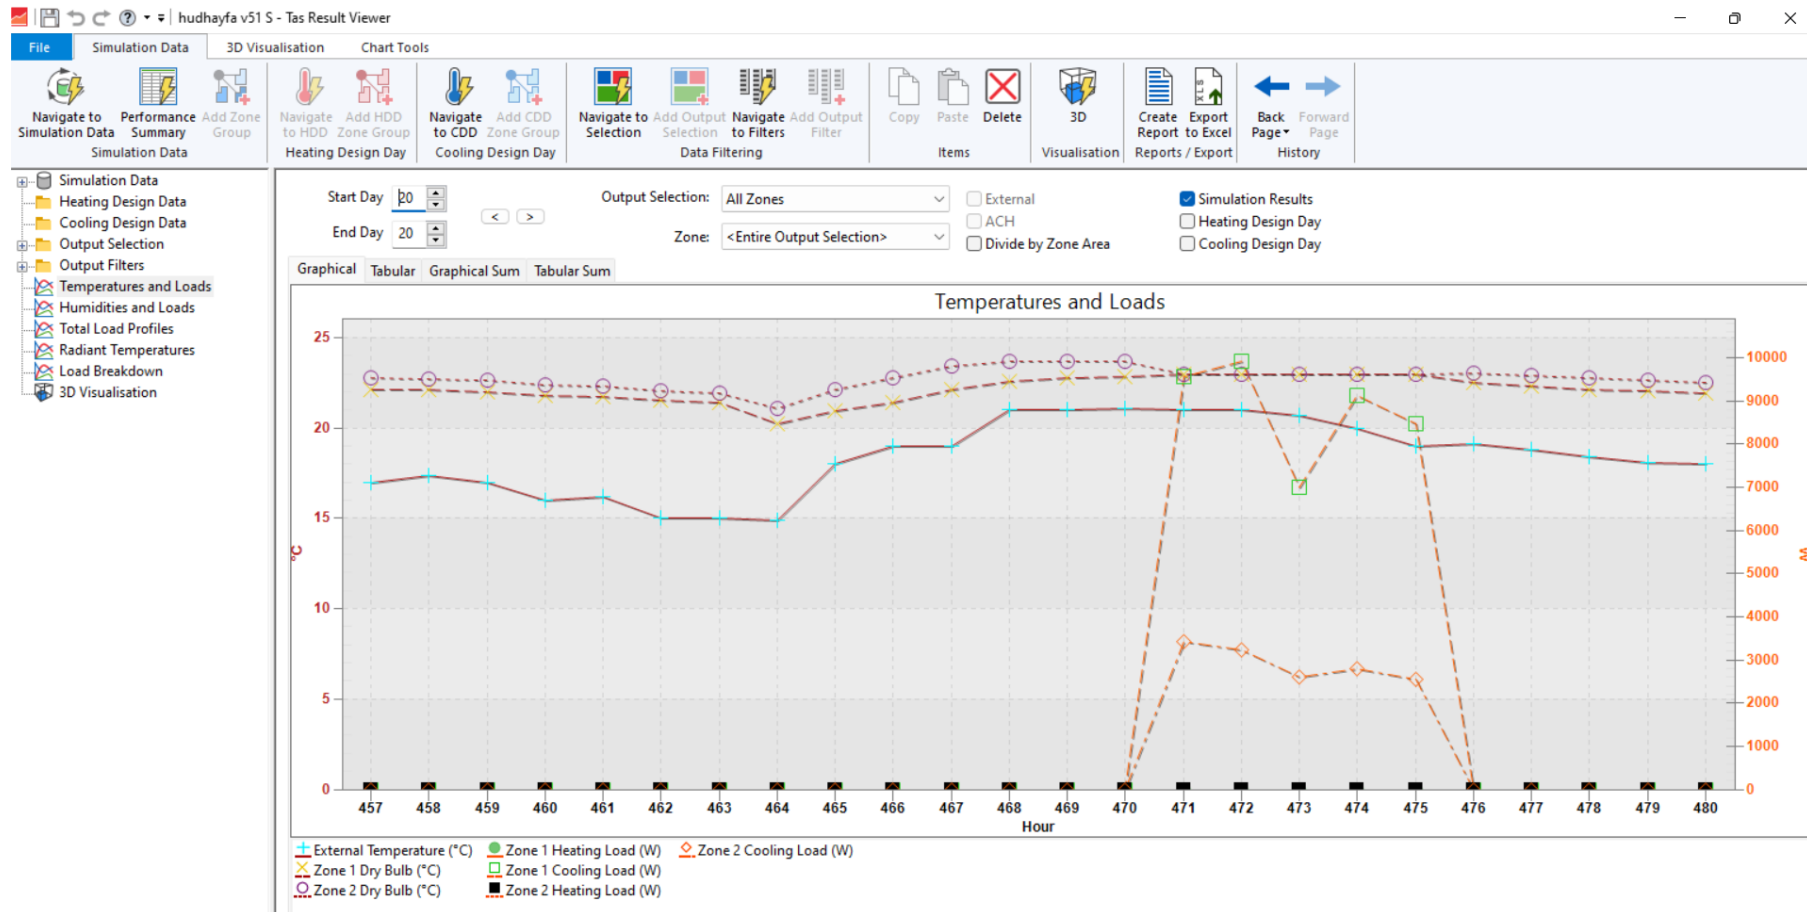 hudhayfa v51 S - Tas Result Viewer
File Simulation Data 3D Visualisation Chart Tools
Navigate to Simulation Data Performance Summary Add Zone Group Navigate to HDD Add HDD Zone Group Navigate to CDD Add CDD Zone Group Navigate to Selection Add Output Selection Navigate to Filters Add Output Filter Copy Paste Delete 3D Create Report Export to Excel Back Page Forward Page
Simulation Data Heating Design Day Cooling Design Day Data Filtering Items Visualisation Reports / Export History
Simulation Data
Heating Design Data
Cooling Design Data
Output Selection
Output Filters
Temperatures and Loads
Humidities and Loads
Total Load Profiles
Radiant Temperatures
Load Breakdown
3D Visualisation
Start Day 20
End Day 20
< >
Output Selection: All Zones
Zone: <Entire Output Selection>
External
ACH
Divide by Zone Area
Simulation Results
Heating Design Day
Cooling Design Day
Graphical Tabular Graphical Sum Tabular Sum
Temperatures and Loads
25
20
15
10
5
0
°C
10000
9000
8000
7000
6000
5000
4000
3000
2000
1000
0
W
457 458 459 460 461 462 463 464 465 466 467 468 469 470 471 472 473 474 475 476 477 478 479 480
Hour
External Temperature (°C) Zone 1 Heating Load (W) Zone 2 Cooling Load (W)
Zone 1 Dry Bulb (°C) Zone 1 Cooling Load (W)
Zone 2 Dry Bulb (°C) Zone 2 Heating Load (W)